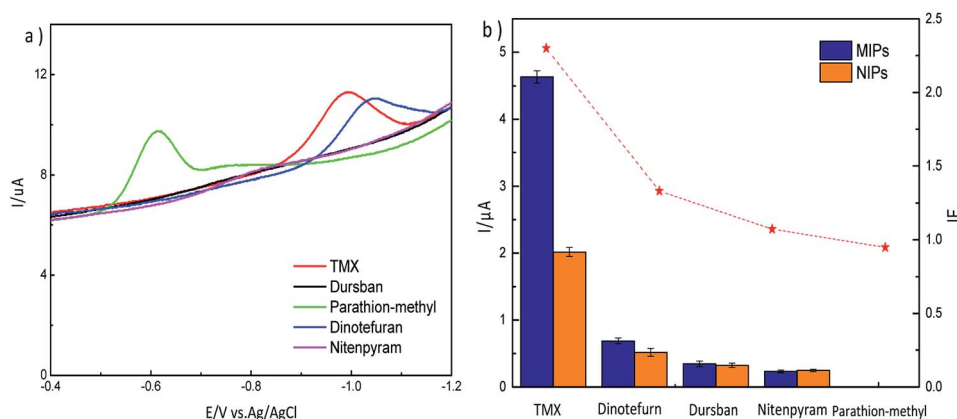 a )
12
8
4
0
I/uA
TMX
Dursban
Parathion-methyl
Dinotefuran
Nitenpyram
-0.4
-0.6
-0.8
-1.0
-1.2
E/V vs.Ag/AgCl
b )
5
4
3
2
1
0
I/μA
MIPs
NIPs
2.5
2.0
1.5
1.0
0.5
0.0
IF
TMX
Dinotefurn
Dursban
Nitenpyram
Parathion-methyl